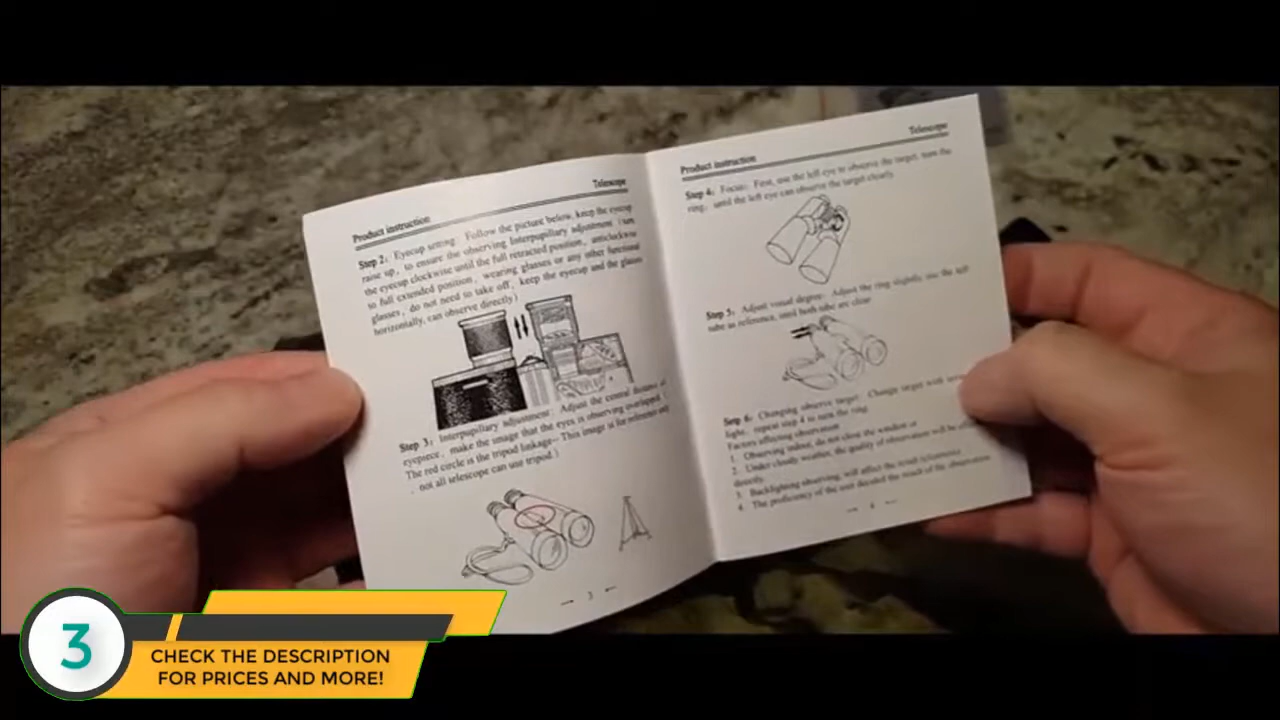 Telescope
Product instruction
Step 2: Eyecup setting: Follow the picture below, keep the eyecup
raise up, to ensure the observing Interpupillary adjustment (turn
the eyecup clockwise until the full retracted position, anticlockwise
to full extended position, wearing glasses or any other functional
glasses, do not need to take off, keep the eyecup and the glasses
horizontally, can observe directly)
Step 3: Interpupillary adjustment: Adjust the central distance of
eyepiece, make the image that the eyes is observing overlapped (
The red circle is the tripod linkage-- This image is for reference only
, not all telescope can use tripod.)
3
Telescope
Product instruction
Step 4: Focus: First, use the left eye to observe the target, turn the
ring, until the left eye can observe the target clearly.
Step 5: Adjust visual degree: Adjust the ring slightly, use the left
tube as reference, until both tube are clear
Step 6: Changing observe target: Change target with
light, repeat step 4 to turn the ring.
Factors effecting observation
1. Observing indoor, do not close the window or
2. Under cloudy weather, the quality of observation will be
directly.
3. Backlighting observing, will affect the result
4. The proficiency of the user decided the result of the observation
4
3
CHECK THE DESCRIPTION
FOR PRICES AND MORE!